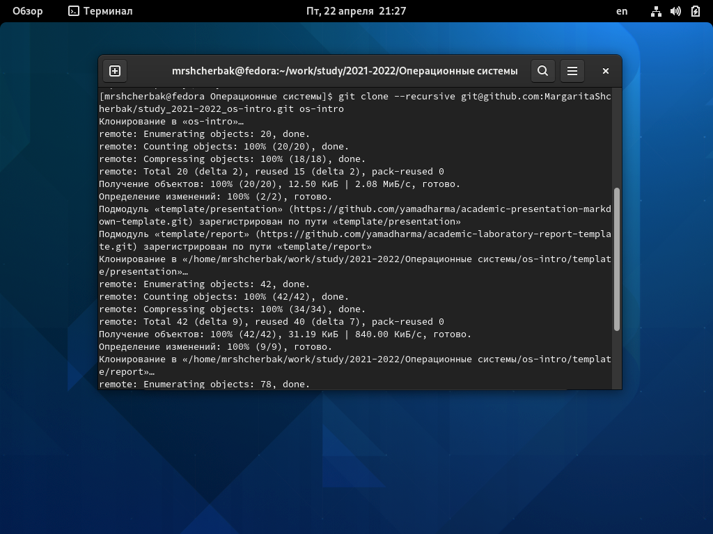 Обзор Терминал Пт, 22 апреля 21:27 en
mrshcherbak@fedora:~/work/study/2021-2022/Операционные системы
[mrshcherbak@fedora Операционные системы]$ git clone --recursive git@github.com:MargaritaShc
herbak/study_2021-2022_os-intro.git os-intro
Клонирование в «os-intro»…
remote: Enumerating objects: 20, done.
remote: Counting objects: 100% (20/20), done.
remote: Compressing objects: 100% (18/18), done.
remote: Total 20 (delta 2), reused 15 (delta 2), pack-reused 0
Получение объектов: 100% (20/20), 12.50 КиБ | 2.08 МиБ/с, готово.
Определение изменений: 100% (2/2), готово.
Подмодуль «template/presentation» (https://github.com/yamadharma/academic-presentation-markd
own-template.git) зарегистрирован по пути «template/presentation»
Подмодуль «template/report» (https://github.com/yamadharma/academic-laboratory-report-templa
te.git) зарегистрирован по пути «template/report»
Клонирование в «/home/mrshcherbak/work/study/2021-2022/Операционные системы/os-intro/templat
e/presentation»…
remote: Enumerating objects: 42, done.
remote: Counting objects: 100% (42/42), done.
remote: Compressing objects: 100% (34/34), done.
remote: Total 42 (delta 9), reused 40 (delta 7), pack-reused 0
Получение объектов: 100% (42/42), 31.19 КиБ | 840.00 КиБ/с, готово.
Определение изменений: 100% (9/9), готово.
Клонирование в «/home/mrshcherbak/work/study/2021-2022/Операционные системы/os-intro/templat
e/report»…
remote: Enumerating objects: 78, done.